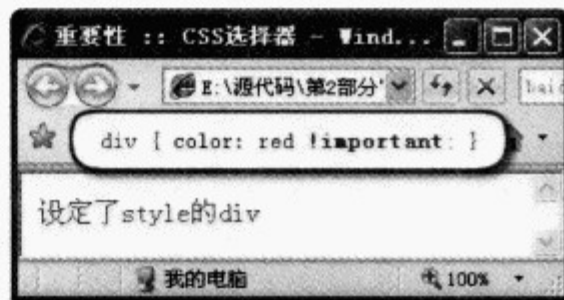 重要性 :: CSS选择器 - Wind...
E:\源代码\第2部分
baid
div { color: red !important; }
设定了style的div
我的电脑
100%